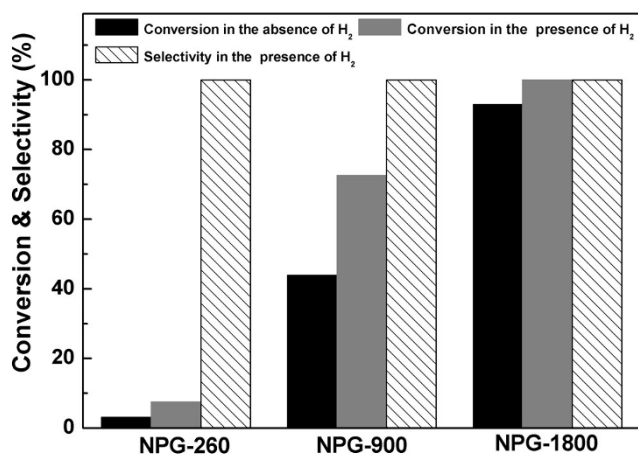 Conversion in the absence of H₂
Conversion in the presence of H₂
Selectivity in the presence of H₂
Conversion & Selectivity (%)
100
80
60
40
20
0
NPG-260
NPG-900
NPG-1800